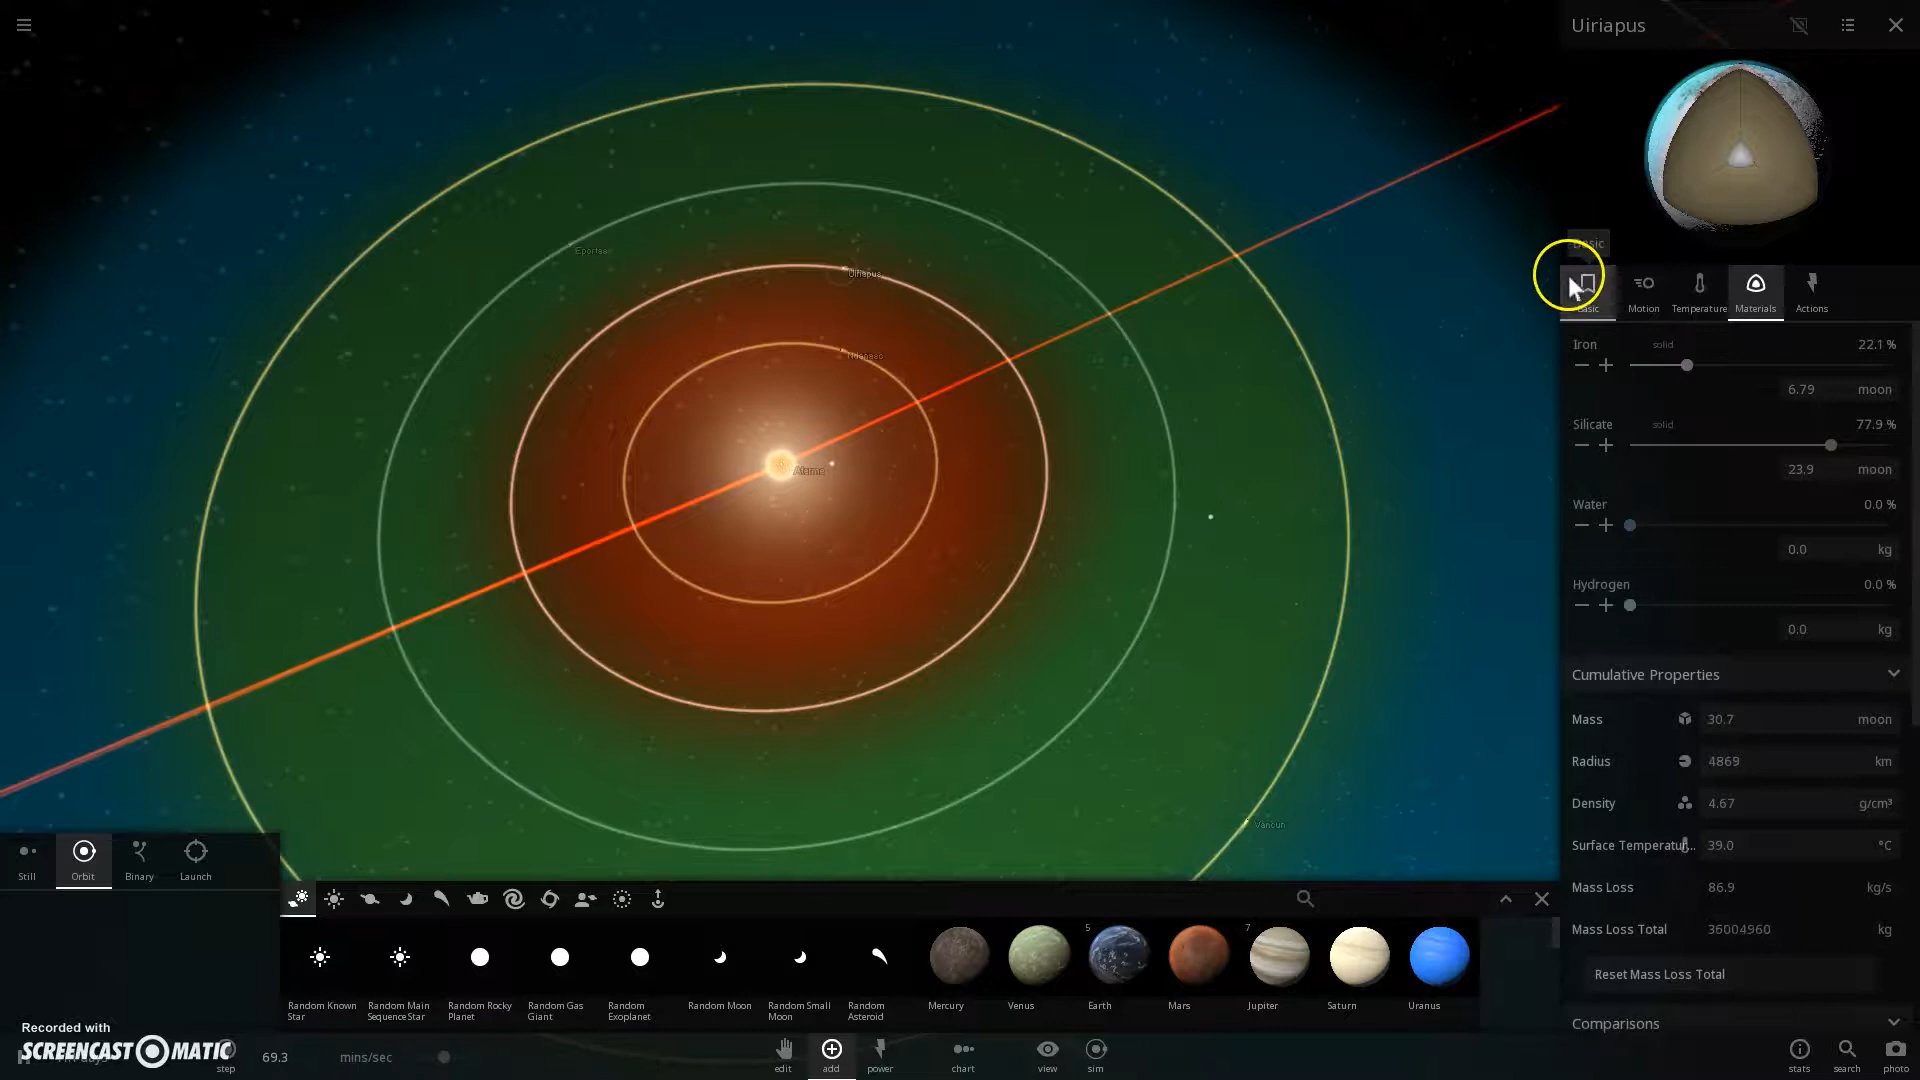 Uiriapus
Basic
Basic Motion Temperature Materials Actions
Iron solid 22.1 %
6.79 moon
Silicate solid 77.9 %
23.9 moon
Water 0.0 %
0.0 kg
Hydrogen 0.0 %
0.0 kg
Cumulative Properties
Mass 30.7 moon
Radius 4869 km
Density 4.67 g/cm³
Surface Temperatur... 39.0 °C
Mass Loss 86.9 kg/s
Mass Loss Total 36004960 kg
Reset Mass Loss Total
Comparisons
Eportas
Uiriapus
Vancun
Still Orbit Binary Launch
5 7
Random Known Star
Random Main Sequence Star
Random Rocky Planet
Random Gas Giant
Random Exoplanet
Random Moon
Random Small Moon
Random Asteroid
Mercury Venus Earth Mars Jupiter Saturn Uranus
Recorded with
SCREENCAST-O-MATIC
step 69.3 mins/sec
edit add power chart view sim
stats search photo